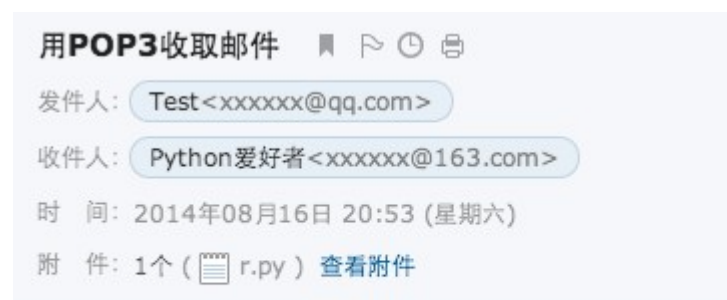 用POP3收取邮件
发件人: Test<xxxxxx@qq.com>
收件人: Python爱好者<xxxxxx@163.com>
时 间: 2014年08月16日 20:53 (星期六)
附 件: 1个 ( r.py ) 查看附件